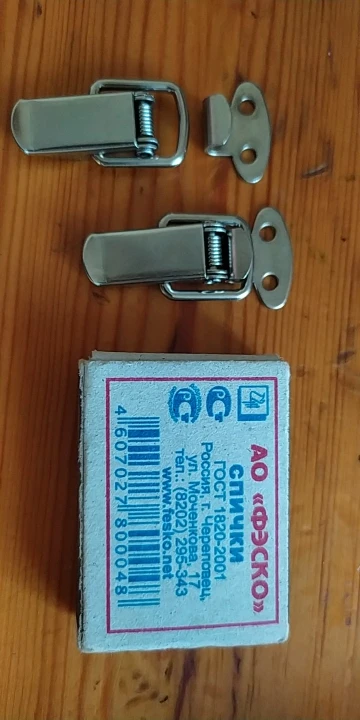 АО «ФЭСКО»
СПИЧКИ
ГОСТ 1820-2001
Россия, г. Череповец,
ул. Моченкова, 17
тел.: (8202) 295-343
www.fesko.net
4 607027 800048